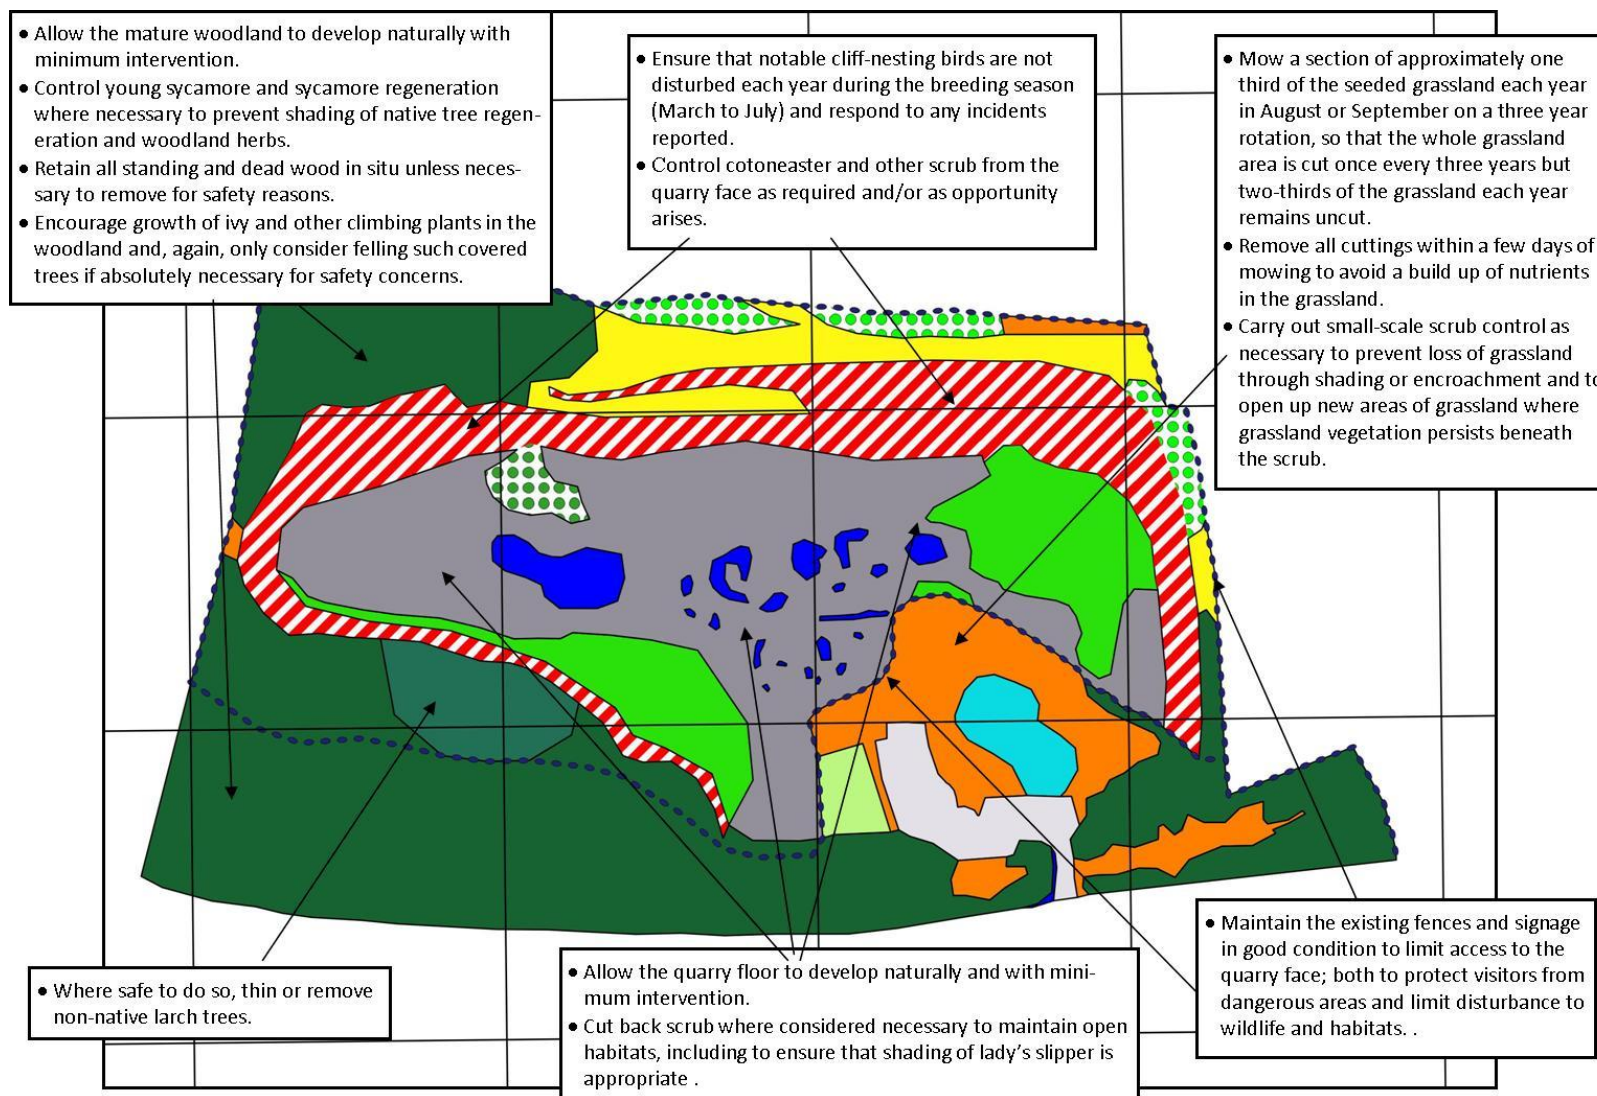 • Allow the mature woodland to develop naturally with
minimum intervention.
• Control young sycamore and sycamore regeneration
where necessary to prevent shading of native tree regen-
eration and woodland herbs.
• Retain all standing and dead wood in situ unless neces-
sary to remove for safety reasons.
• Encourage growth of ivy and other climbing plants in the
woodland and, again, only consider felling such covered
trees if absolutely necessary for safety concerns.
• Ensure that notable cliff-nesting birds are not
disturbed each year during the breeding season
(March to July) and respond to any incidents
reported.
• Control cotoneaster and other scrub from the
quarry face as required and/or as opportunity
arises.
• Mow a section of approximately one
third of the seeded grassland each year
in August or September on a three year
rotation, so that the whole grassland
area is cut once every three years but
two-thirds of the grassland each year
remains uncut.
• Remove all cuttings within a few days of
mowing to avoid a build up of nutrients
in the grassland.
• Carry out small-scale scrub control as
necessary to prevent loss of grassland
through shading or encroachment and to
open up new areas of grassland where
grassland vegetation persists beneath
the scrub.
• Where safe to do so, thin or remove
non-native larch trees.
• Allow the quarry floor to develop naturally and with mini-
mum intervention.
• Cut back scrub where considered necessary to maintain open
habitats, including to ensure that shading of lady's slipper is
appropriate .
• Maintain the existing fences and signage
in good condition to limit access to the
quarry face; both to protect visitors from
dangerous areas and limit disturbance to
wildlife and habitats. .